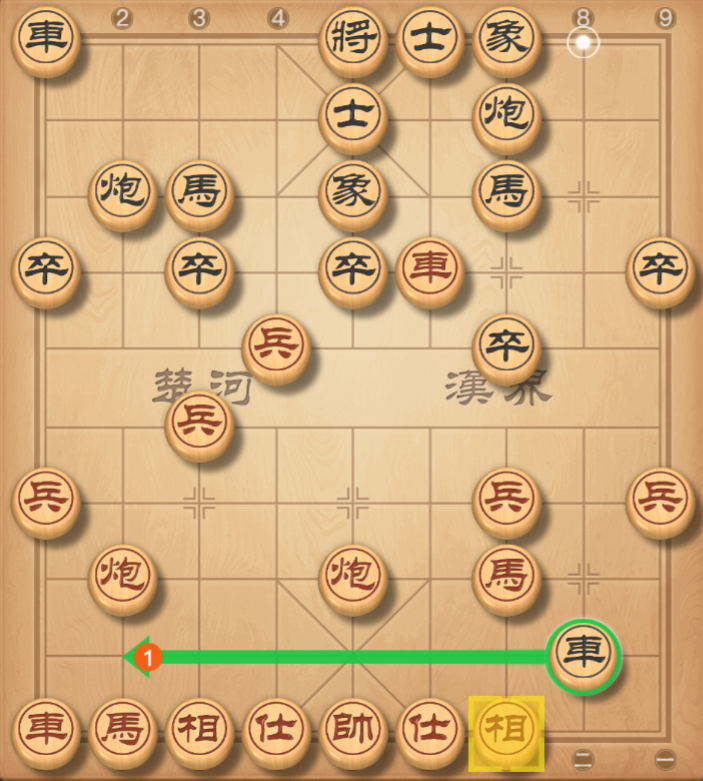 2 3 4 8 9
車 將 士 象
士 炮
炮 馬 象 馬
卒 卒 卒 車 卒
兵 卒
楚河 漢界
兵
兵 兵 兵
炮 炮 馬
1 車
車 馬 相 仕 帥 仕 相
二 一